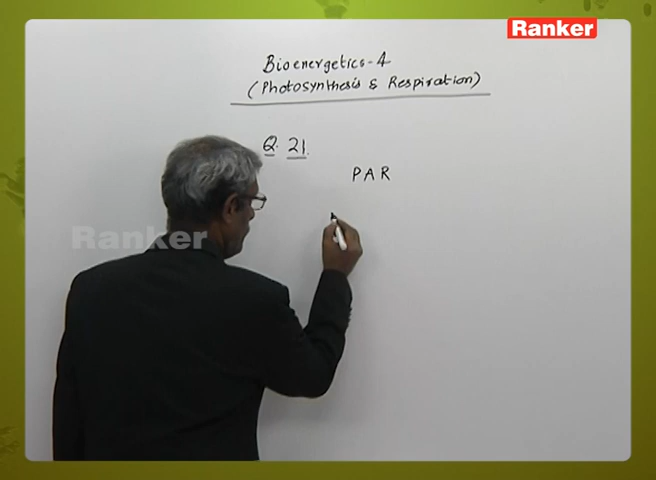 Ranker
Bioenergetics-4
(Photosynthesis & Respiration)
Q. 21.
PAR
Ranker